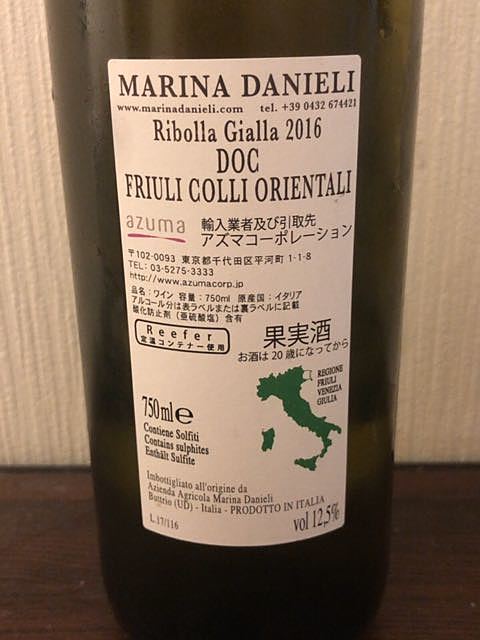 MARINA DANIELI
www.marinadanieli.com tel. +39 0432 674421
Ribolla Gialla 2016
DOC
FRIULI COLLI ORIENTALI
azuma 輸入業者及び引取先
アズマコーポレーション
〒102-0093 東京都千代田区平河町 1-1-8
TEL: 03-5275-3333
http://www.azumacorp.jp
品名:ワイン 容量:750ml 原産国:イタリア
アルコール分は表ラベルまたは裏ラベルに記載
酸化防止剤(亜硫酸塩)含有
Reefer
定温コンテナー使用
果実酒
お酒は20歳になってから
REGIONE
FRIULI
VENEZIA
GIULIA
750ml e
Contiene Solfiti
Contains sulphites
Enthält Sulfite
Imbottigliato all'origine da
Azienda Agricola Marina Danieli
Buttrio (UD) - Italia - PRODOTTO IN ITALIA
L.17/116
vol 12,5%